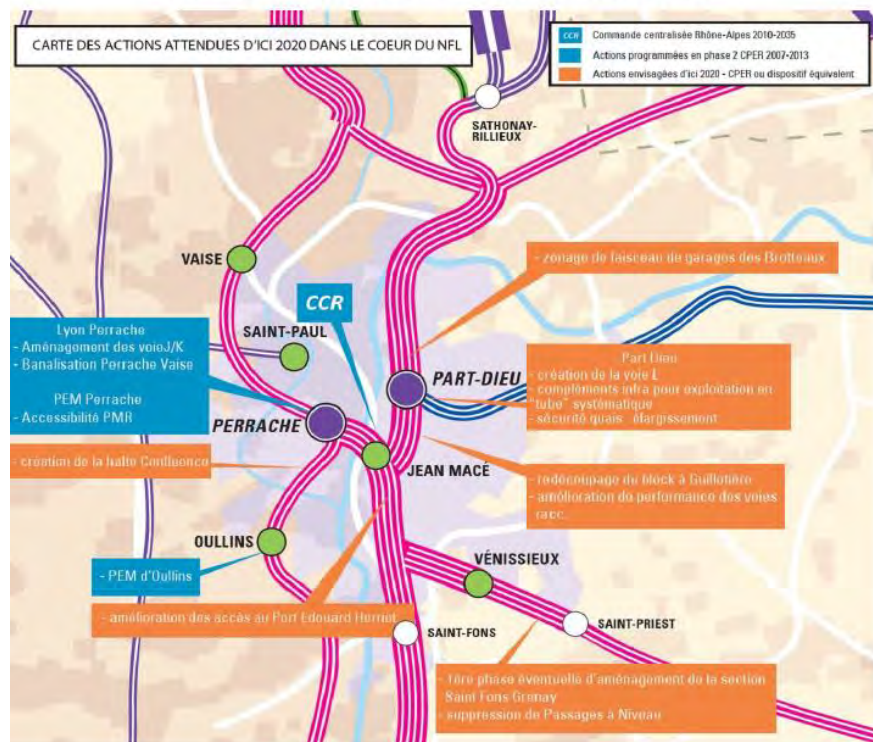 CARTE DES ACTIONS ATTENDUES D'ICI 2020 DANS LE COEUR DU NFL
CCR Commande centralisée Rhône-Alpes 2010-2035
Actions programmées en phase 2 CPER 2007-2013
Actions envisagées d'ici 2020 - CPER ou dispositif équivalent
SATHONAY-
RILLIEUX
- zonage de faisceau de garages des Brotteaux
VAISE
CCR
SAINT-PAUL
Lyon Perrache
- Aménagement des voieJ/K
- Banalisation Perrache Vaise
PEM Perrache
- Accessibilité PMR
PART-DIEU
Part Dieu
- création de la voie L
- compléments infra pour exploitation en
"tube" systématique
- sécurité quais : élargissement
PERRACHE
- création de la halte Confluence
JEAN MACÉ
- redécoupage du block à Guillotière
- amélioration de performance des voies
racc.
OULLINS
- PEM d'Oullins
VÉNISSIEUX
- amélioration des accès au Port Edouard Herriot
SAINT-FONS
SAINT-PRIEST
- 1ère phase éventuelle d'aménagement de la section
Saint Fons Grenay
- suppression de Passages à Niveau